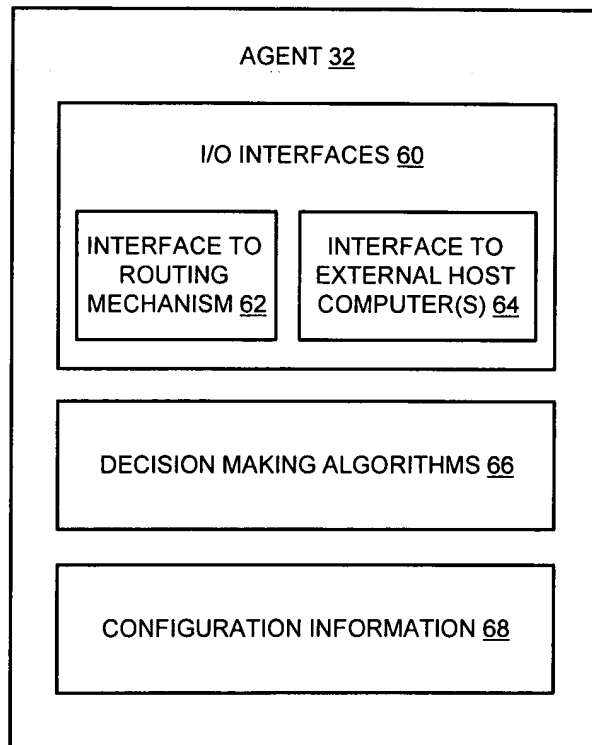 AGENT 32
I/O INTERFACES 60
INTERFACE TO
ROUTING
MECHANISM 62
INTERFACE TO
EXTERNAL HOST
COMPUTER(S) 64
DECISION MAKING ALGORITHMS 66
CONFIGURATION INFORMATION 68